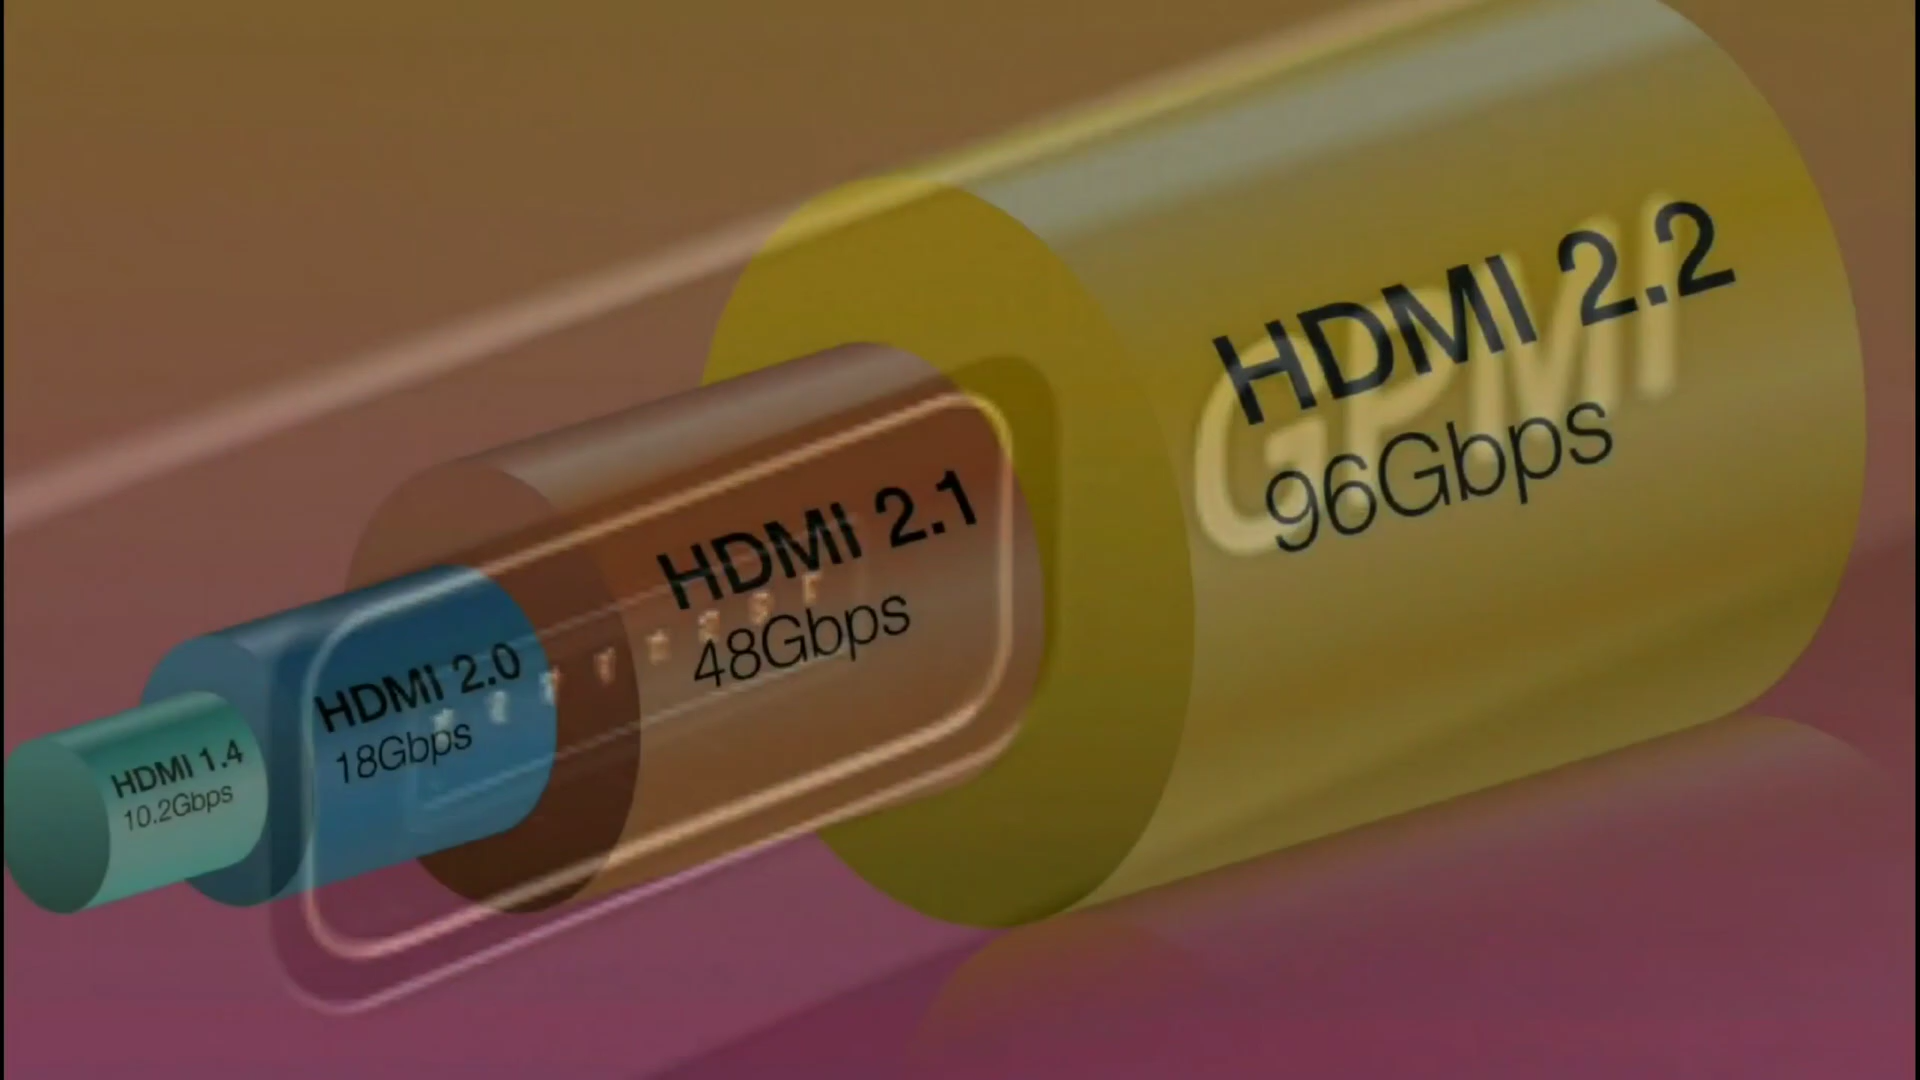 HDMI 1.4
10.2Gbps
HDMI 2.0
18Gbps
HDMI 2.1
48Gbps
HDMI 2.2
96Gbps
GPMI